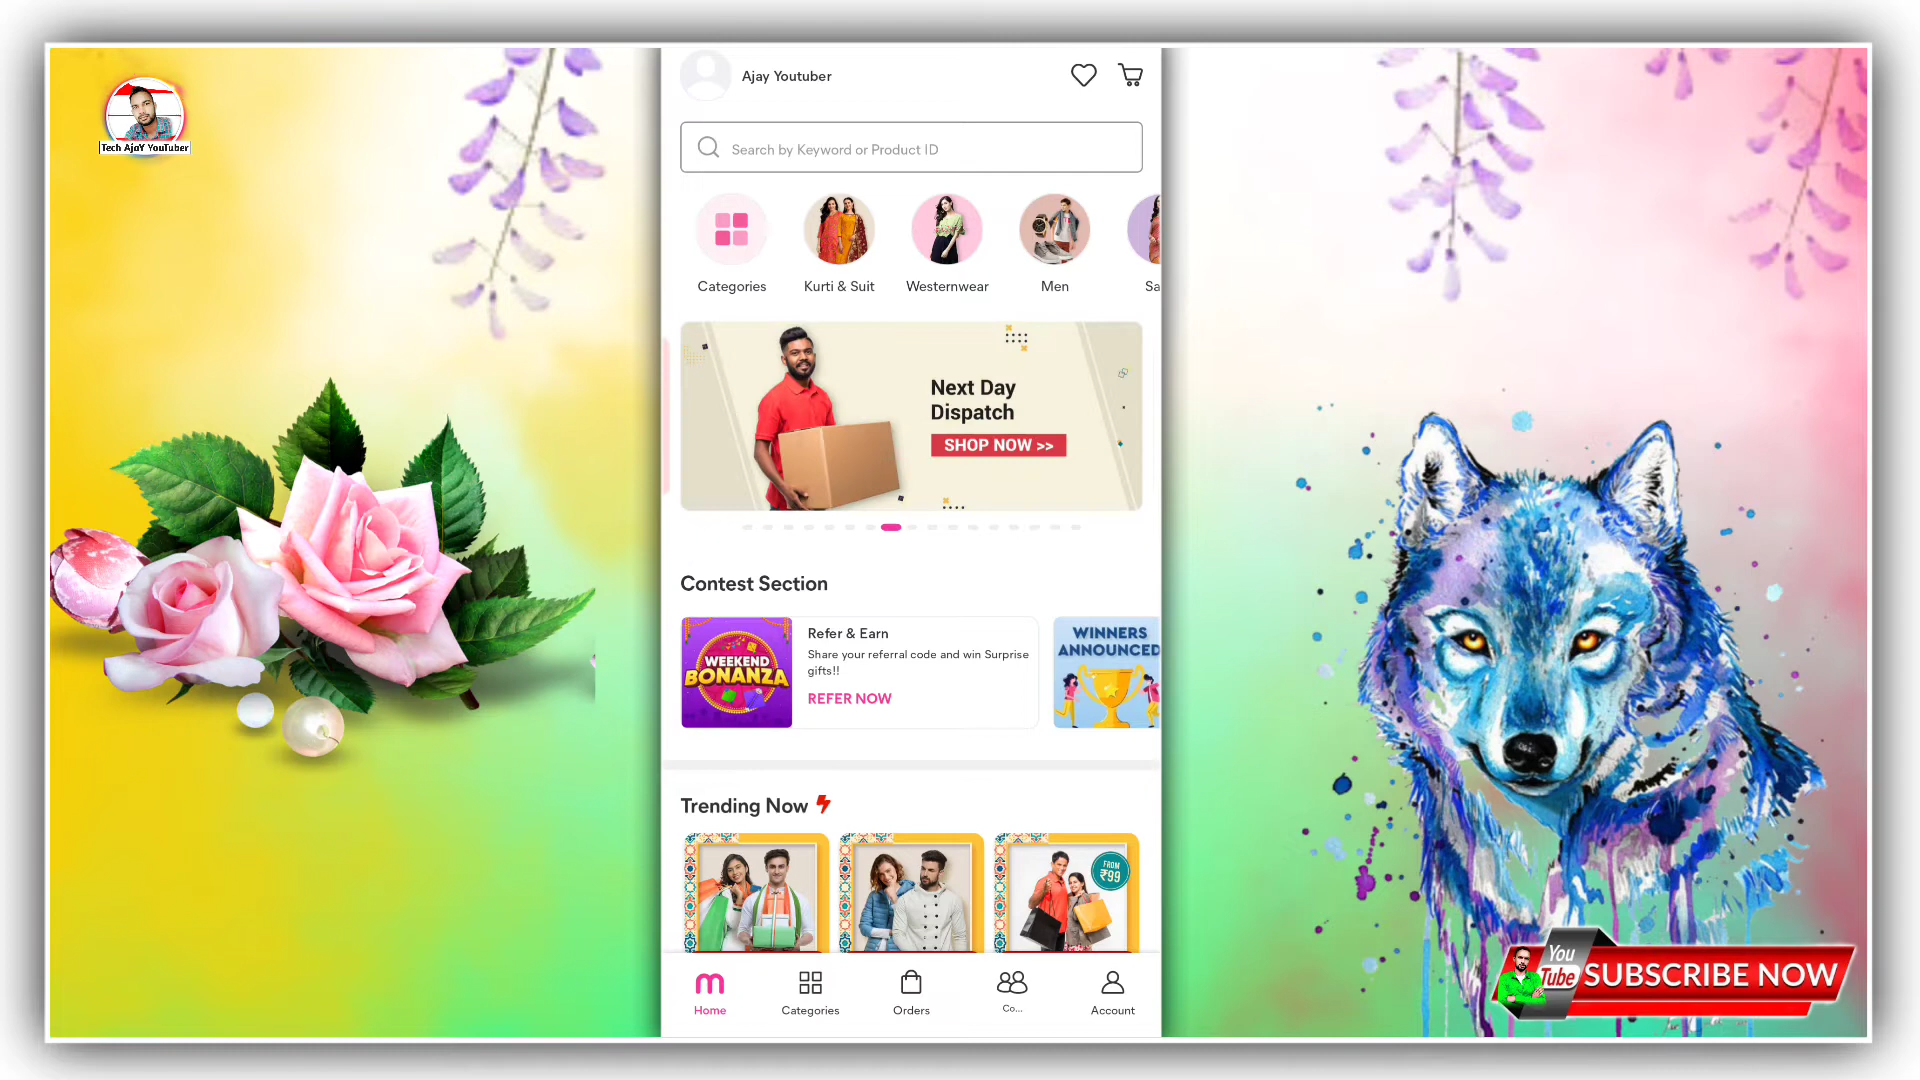 Tech AjaY YouTuber
Ajay Youtuber
Search by Keyword or Product ID
Categories
Kurti & Suit
Westernwear
Men
Sa
Next Day
Dispatch
SHOP NOW >>
Contest Section
WEEKEND
BONANZA
Refer & Earn
Share your referral code and win Surprise
gifts!!
REFER NOW
WINNERS
ANNOUNCED
Trending Now
FROM
₹99
m
Home
Categories
Orders
Co...
Account
You
Tube
SUBSCRIBE NOW